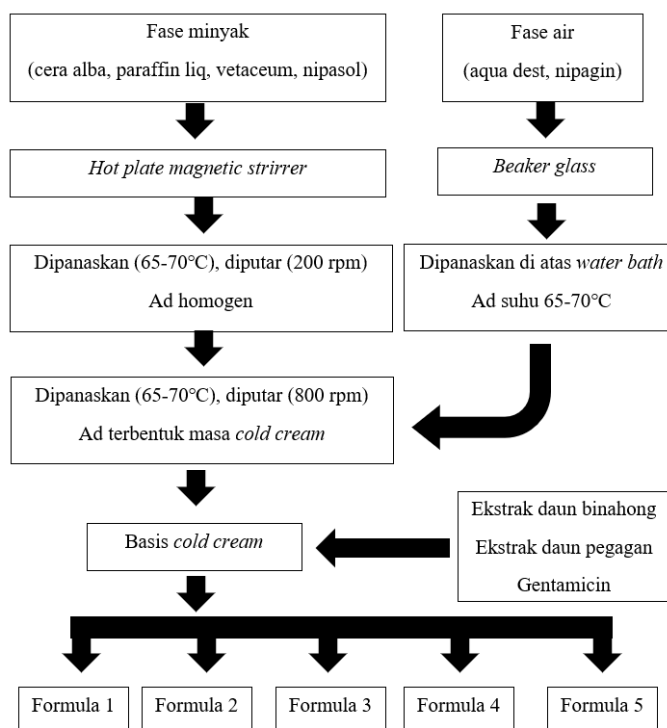 Fase minyak
(cera alba, paraffin liq, vetaceum, nipasol)
Fase air
(aqua dest, nipagin)
Hot plate magnetic strirrer
Beaker glass
Dipanaskan (65-70°C), diputar (200 rpm)
Ad homogen
Dipanaskan di atas water bath
Ad suhu 65-70°C
Dipanaskan (65-70°C), diputar (800 rpm)
Ad terbentuk masa cold cream
Basis cold cream
Ekstrak daun binahong
Ekstrak daun pegagan
Gentamicin
Formula 1
Formula 2
Formula 3
Formula 4
Formula 5